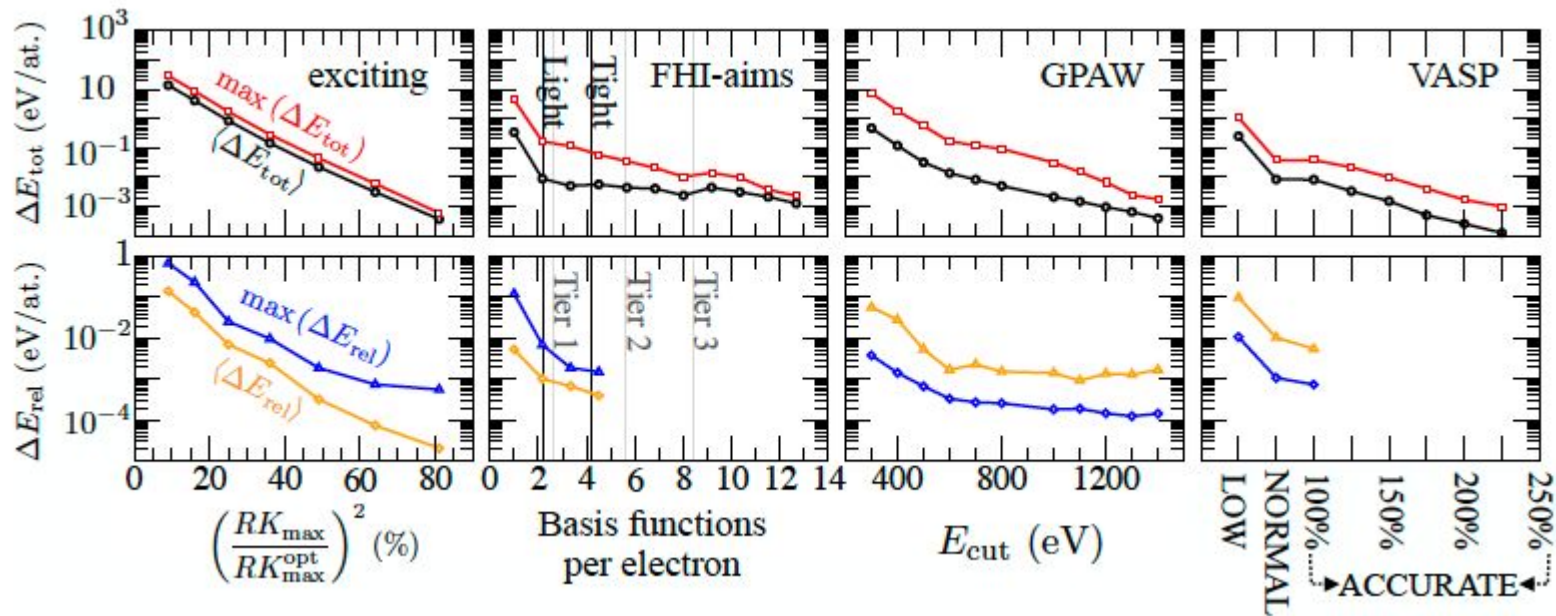 10³
10
10⁻¹
10⁻³
ΔE_tot (eV/at.)
exciting
max (ΔE_tot)
⟨ΔE_tot⟩
FHI-aims
Light
Tight
GPAW
VASP
1
10⁻²
10⁻⁴
ΔE_rel (eV/at.)
max (ΔE_rel)
⟨ΔE_rel⟩
Tier 1
Tier 2
Tier 3
0 20 40 60 80
0 2 4 6 8 10 12 14
400 800 1200
LOW
NORMAL
100%
150%
200%
250%
ACCURATE
(RK_max / RK_max^opt)² (%)
Basis functions
per electron
E_cut (eV)